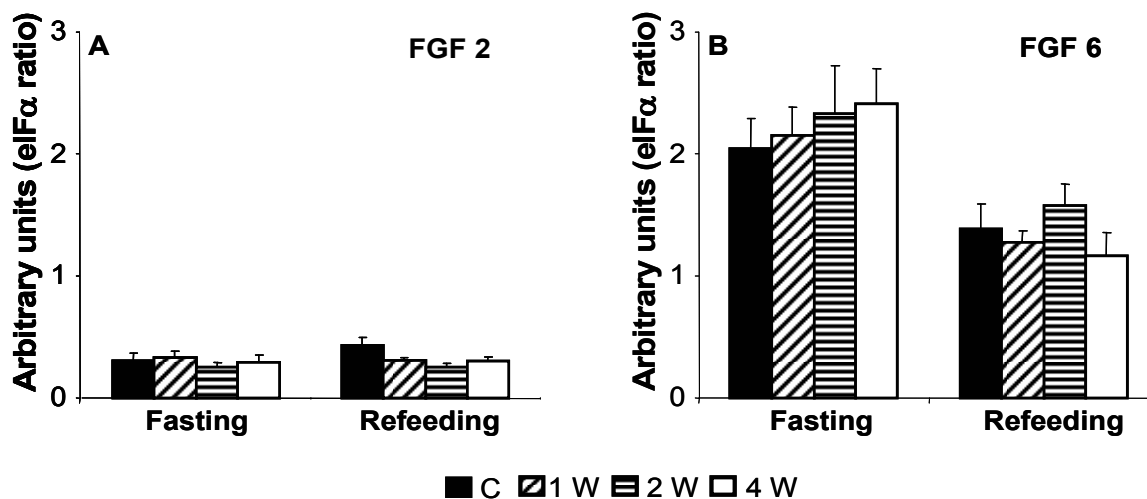 A
FGF 2
Arbitrary units (eIFα ratio)
3
2
1
0
Fasting Refeeding
B
FGF 6
Arbitrary units (eIFα ratio)
3
2
1
0
Fasting Refeeding
C 1 W 2 W 4 W